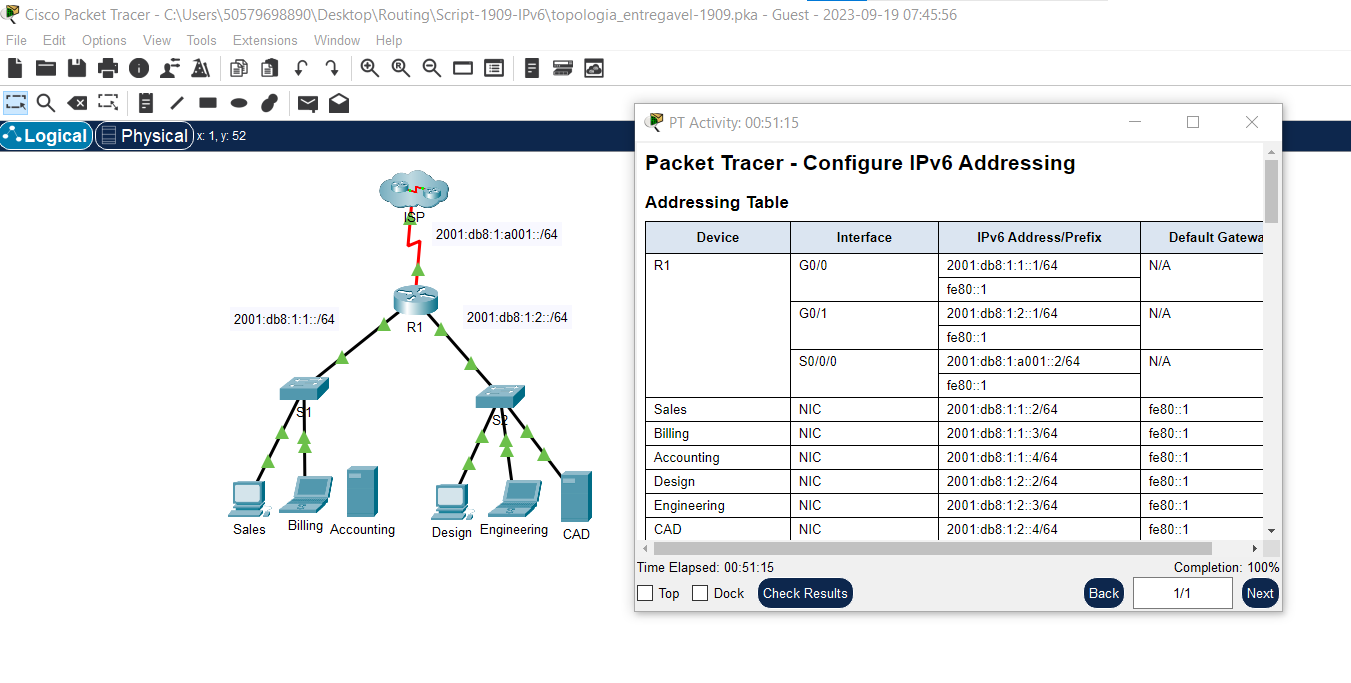 Cisco Packet Tracer - C:\Users\50579698890\Desktop\Routing\Script-1909-IPv6\topologia_entregavel-1909.pka - Guest - 2023-09-19 07:45:56
File Edit Options View Tools Extensions Window Help
Logical Physical x: 1, y: 52
ISP
2001:db8:1:a001::/64
2001:db8:1:1::/64
R1
2001:db8:1:2::/64
S1
S2
Sales
Billing
Accounting
Design
Engineering
CAD
PT Activity: 00:51:15
Packet Tracer - Configure IPv6 Addressing
Addressing Table
Device Interface IPv6 Address/Prefix Default Gatewa
R1 G0/0 2001:db8:1:1::1/64 N/A
fe80::1
G0/1 2001:db8:1:2::1/64 N/A
fe80::1
S0/0/0 2001:db8:1:a001::2/64 N/A
fe80::1
Sales NIC 2001:db8:1:1::2/64 fe80::1
Billing NIC 2001:db8:1:1::3/64 fe80::1
Accounting NIC 2001:db8:1:1::4/64 fe80::1
Design NIC 2001:db8:1:2::2/64 fe80::1
Engineering NIC 2001:db8:1:2::3/64 fe80::1
CAD NIC 2001:db8:1:2::4/64 fe80::1
Time Elapsed: 00:51:15 Completion: 100%
Top Dock Check Results Back 1/1 Next